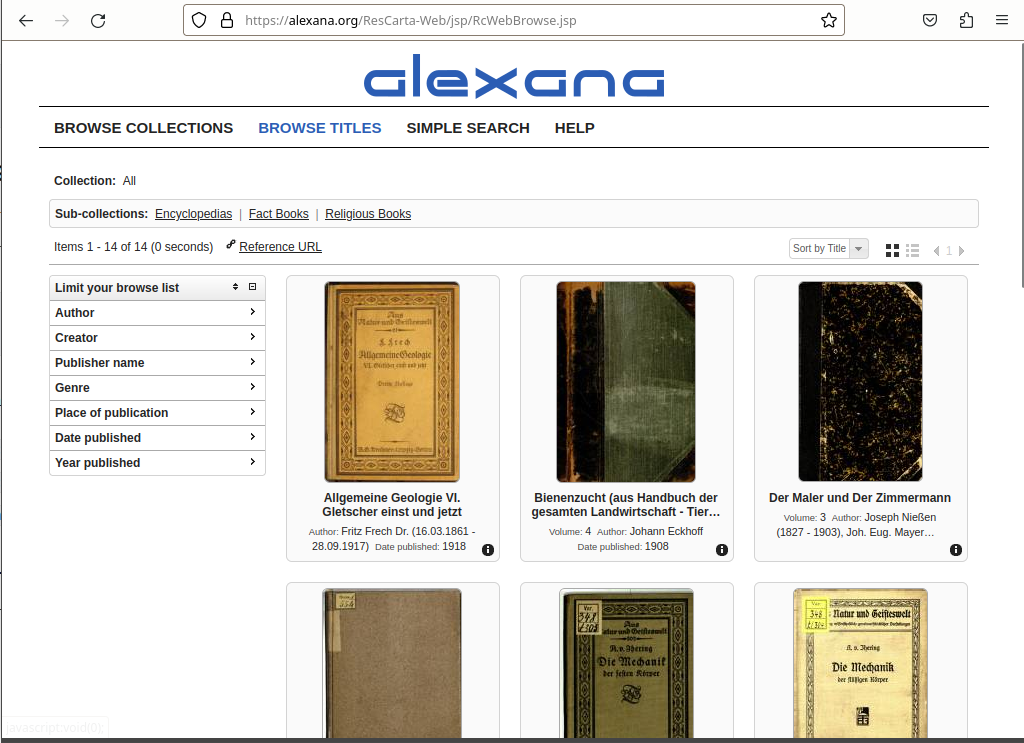 https://alexana.org/ResCarta-Web/jsp/RcWebBrowse.jsp
alexana
BROWSE COLLECTIONS BROWSE TITLES SIMPLE SEARCH HELP
Collection: All
Sub-collections: Encyclopedias | Fact Books | Religious Books
Items 1 - 14 of 14 (0 seconds) Reference URL
Sort by Title
1
Limit your browse list
Author
Creator
Publisher name
Genre
Place of publication
Date published
Year published
Aus
Natur und Geisteswelt
F. Frech
Allgemeine Geologie
VI. Gletscher einst und jetzt
Dritte Auflage
Allgemeine Geologie VI.
Gletscher einst und jetzt
Author: Fritz Frech Dr. (16.03.1861 -
28.09.1917) Date published: 1918
Bienenzucht (aus Handbuch der
gesamten Landwirtschaft - Tier…
Volume: 4 Author: Johann Eckhoff
Date published: 1908
Der Maler und Der Zimmermann
Volume: 3 Author: Joseph Nießen
(1827 - 1903), Joh. Eug. Mayer…
Var.
348
Aus
Natur und Geisteswelt
A. v. Ihering
Die Mechanik
der festen Körper
Var.
348
Natur und Geisteswelt
A. v. Ihering
Die Mechanik
der flüssigen Körper
javascript:void(0);